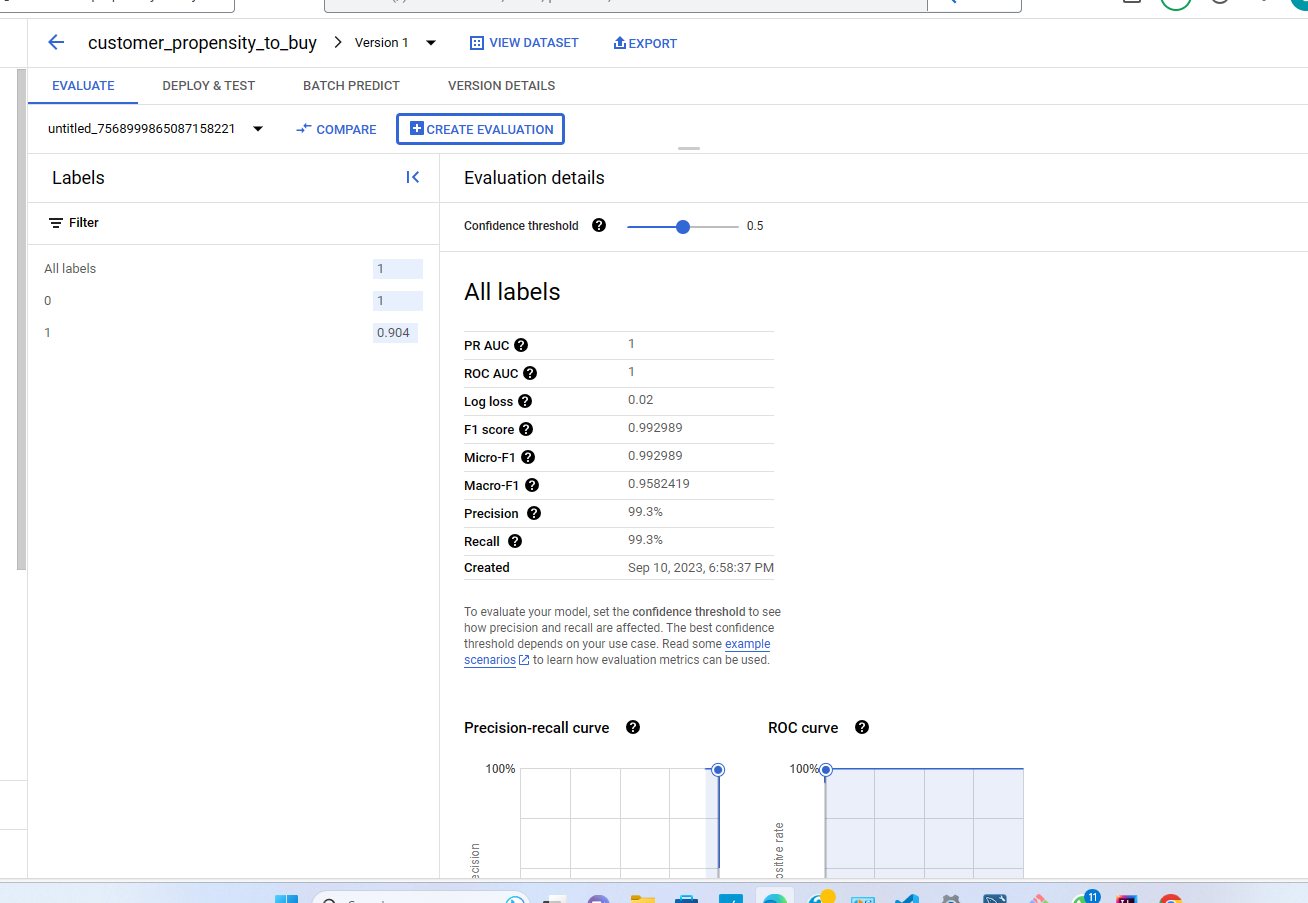 customer_propensity_to_buy > Version 1 VIEW DATASET EXPORT
EVALUATE DEPLOY & TEST BATCH PREDICT VERSION DETAILS
untitled_7568999865087158221 COMPARE CREATE EVALUATION
Labels
Filter
All labels 1
0 1
1 0.904
Evaluation details
Confidence threshold 0.5
All labels
PR AUC 1
ROC AUC 1
Log loss 0.02
F1 score 0.992989
Micro-F1 0.992989
Macro-F1 0.9582419
Precision 99.3%
Recall 99.3%
Created Sep 10, 2023, 6:58:37 PM
To evaluate your model, set the confidence threshold to see
how precision and recall are affected. The best confidence
threshold depends on your use case. Read some example
scenarios to learn how evaluation metrics can be used.
Precision-recall curve ROC curve
100% 100%
rate
11